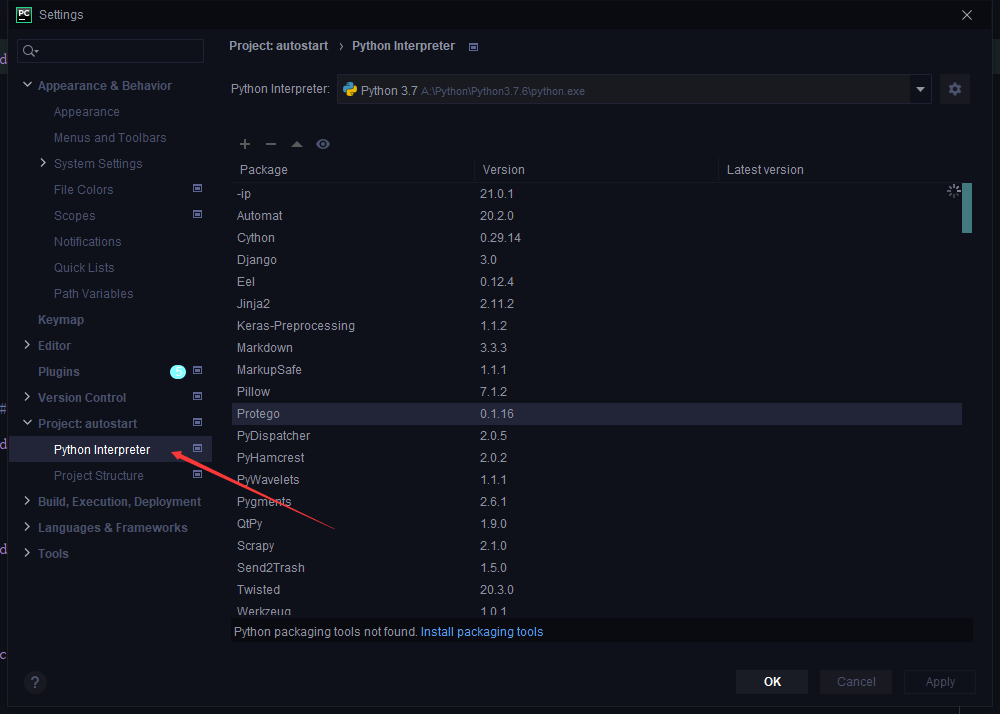 PC Settings
Project: autostart › Python Interpreter
Appearance & Behavior
Appearance
Menus and Toolbars
System Settings
File Colors
Scopes
Notifications
Quick Lists
Path Variables
Keymap
Editor
Plugins
Version Control
Project: autostart
Python Interpreter
Project Structure
Build, Execution, Deployment
Languages & Frameworks
Tools
Python Interpreter: Python 3.7 A:\Python\Python3.7.6\python.exe
Package Version Latest version
-ip 21.0.1
Automat 20.2.0
Cython 0.29.14
Django 3.0
Eel 0.12.4
Jinja2 2.11.2
Keras-Preprocessing 1.1.2
Markdown 3.3.3
MarkupSafe 1.1.1
Pillow 7.1.2
Protego 0.1.16
PyDispatcher 2.0.5
PyHamcrest 2.0.2
PyWavelets 1.1.1
Pygments 2.6.1
QtPy 1.9.0
Scrapy 2.1.0
Send2Trash 1.5.0
Twisted 20.3.0
Werkzeug 1.0.1
Python packaging tools not found. Install packaging tools
? OK Cancel Apply